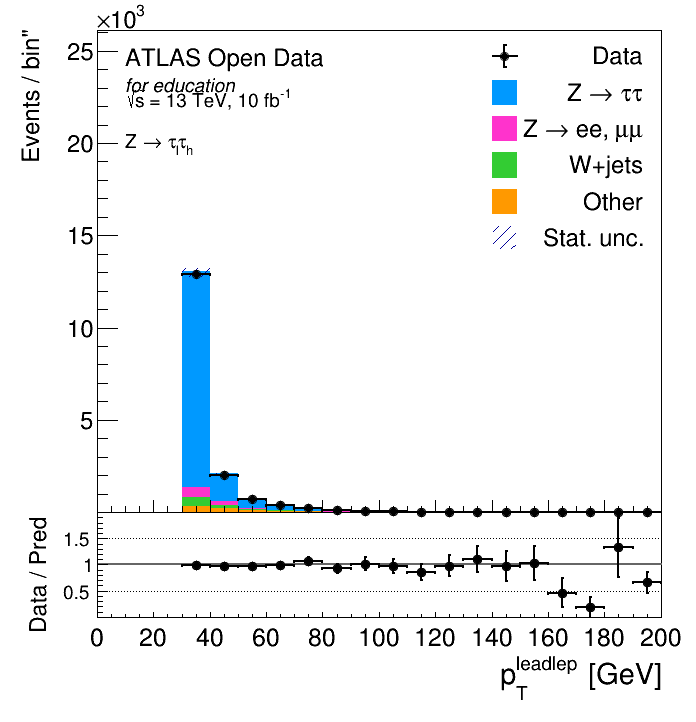 ×10³
Events / bin"
25
20
15
10
5
ATLAS Open Data
for education
√s = 13 TeV, 10 fb⁻¹
Z → τₗτₕ
Data
Z → ττ
Z → ee, μμ
W+jets
Other
Stat. unc.
Data / Pred
1.5
1
0.5
0 20 40 60 80 100 120 140 160 180 200
p_T^leadlep [GeV]